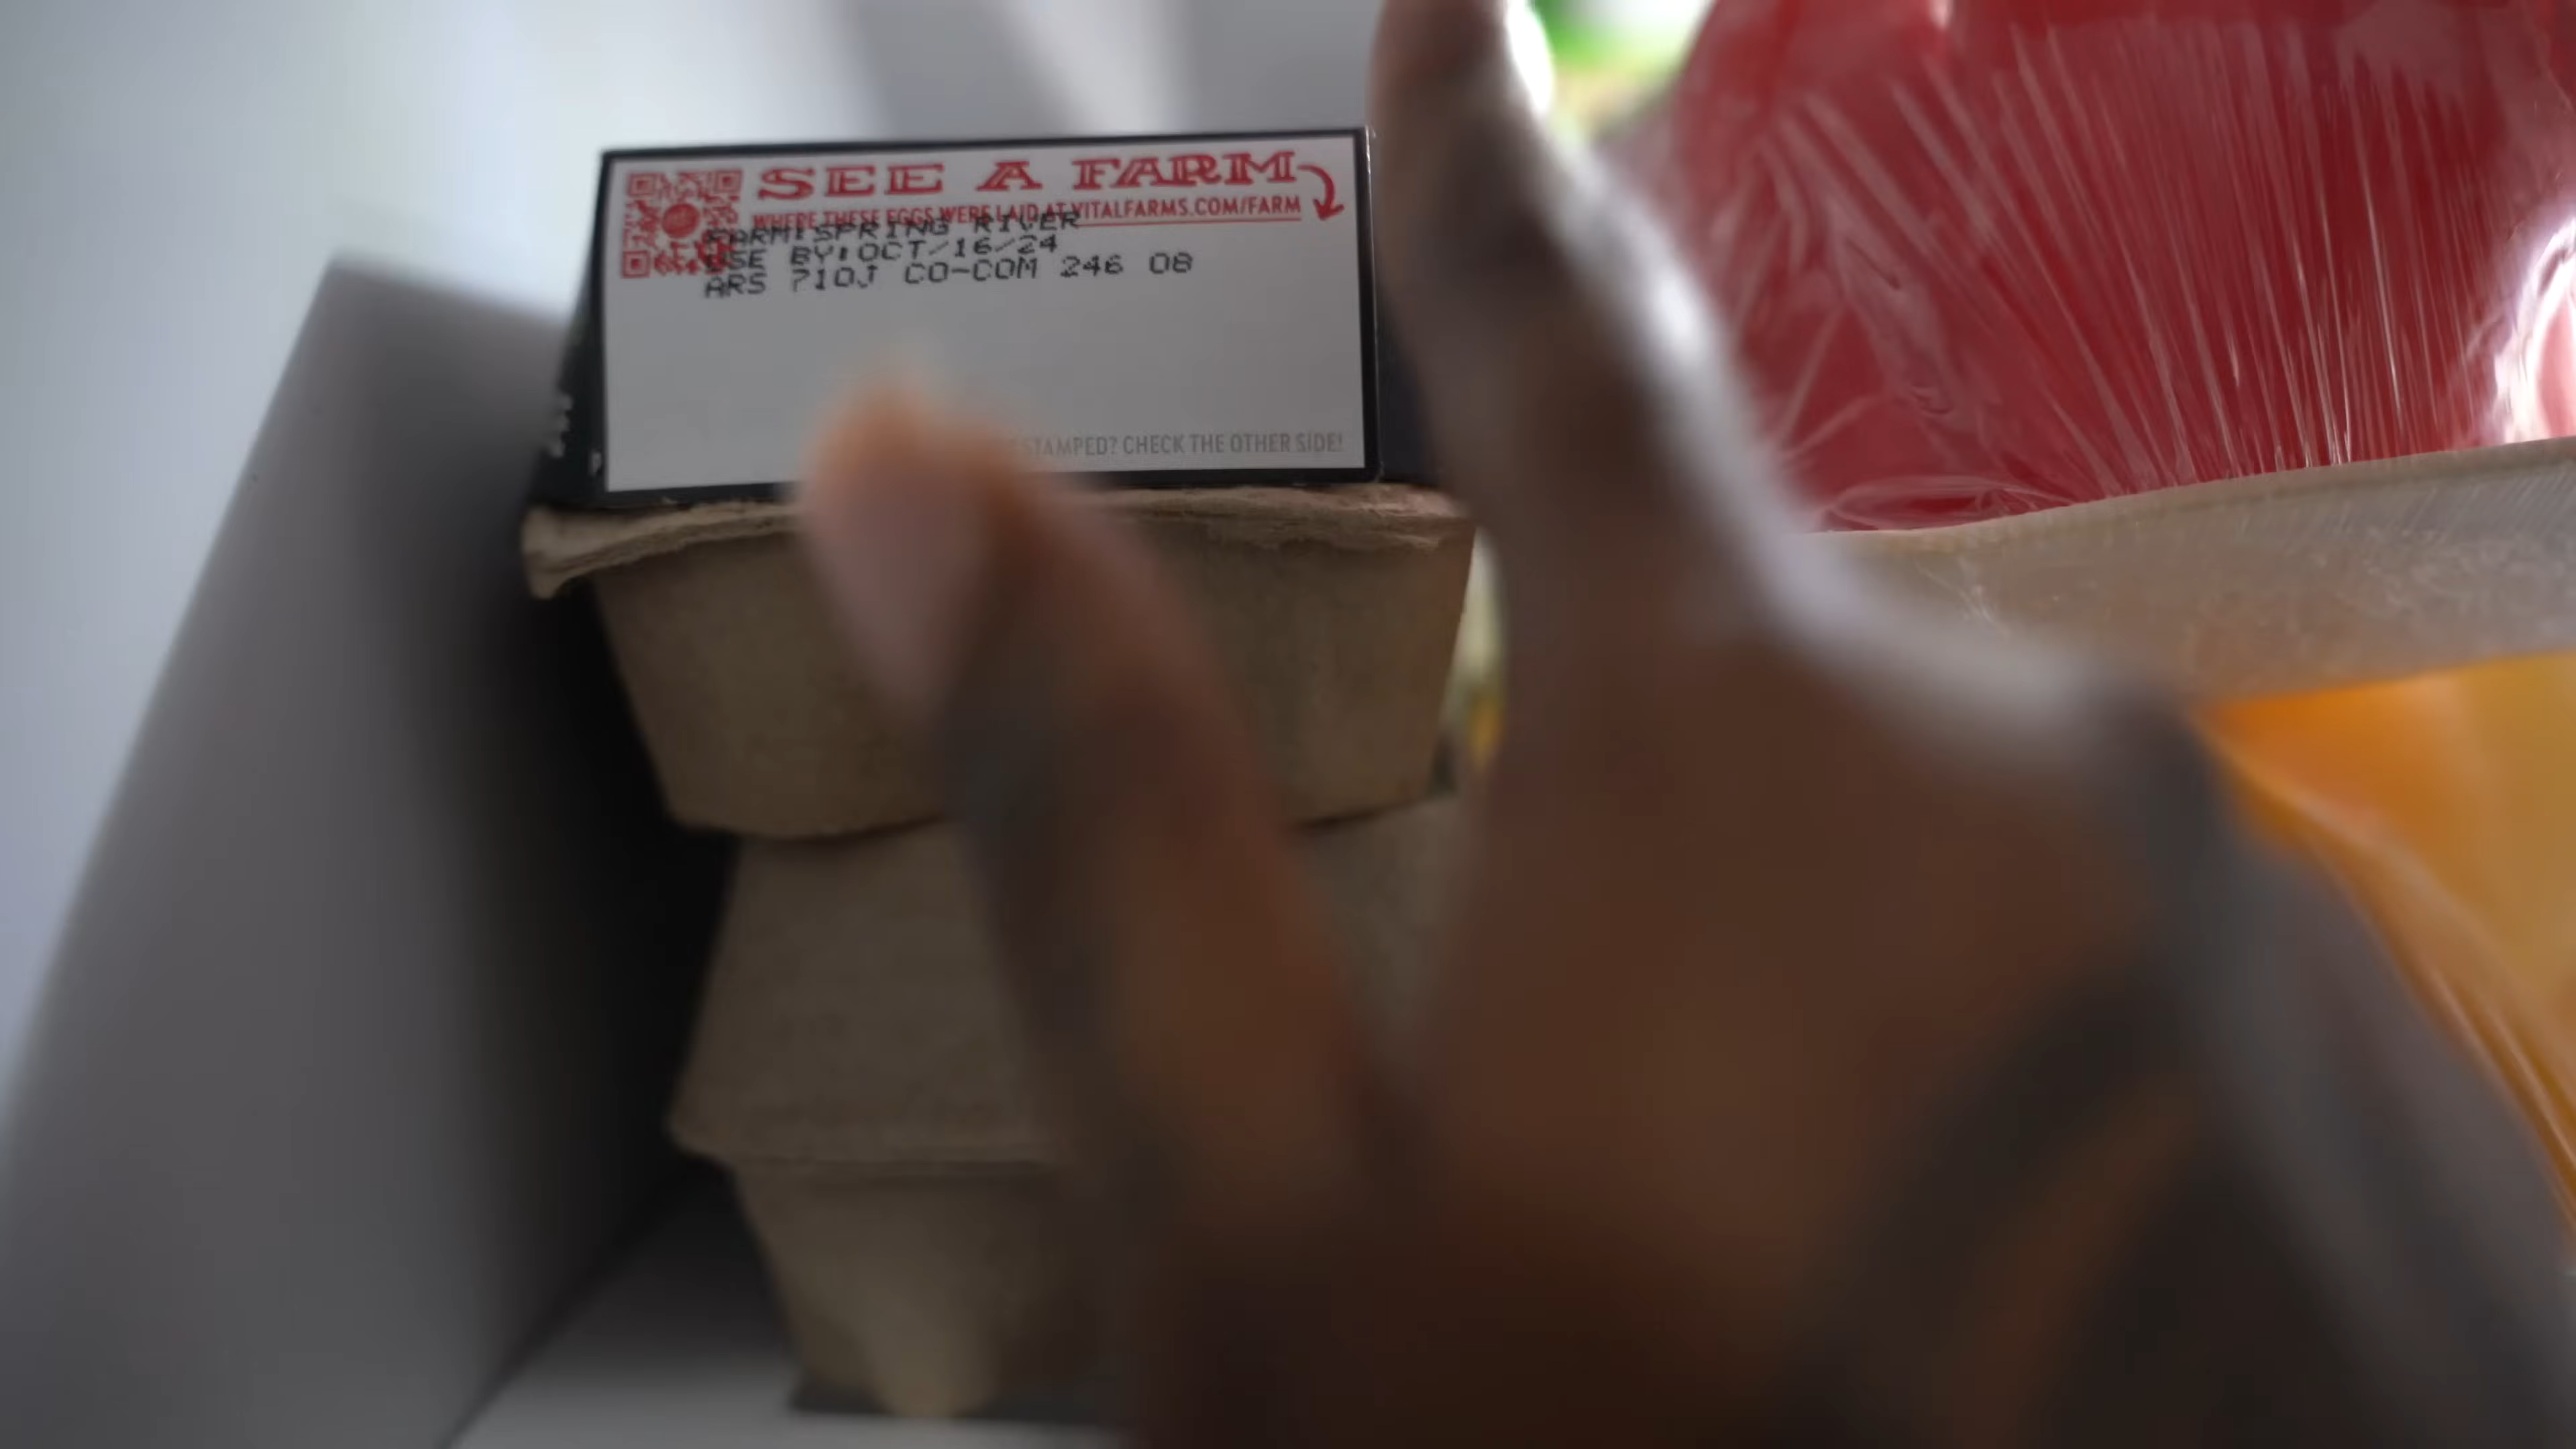 SEE A FARM
WHERE THESE EGGS WERE LAID AT VITALFARMS.COM/FARM
FARM:SPRING RIVER
USE BY:OCT/16/24
ARS 710J CO-COM 246 08
STAMPED? CHECK THE OTHER SIDE!